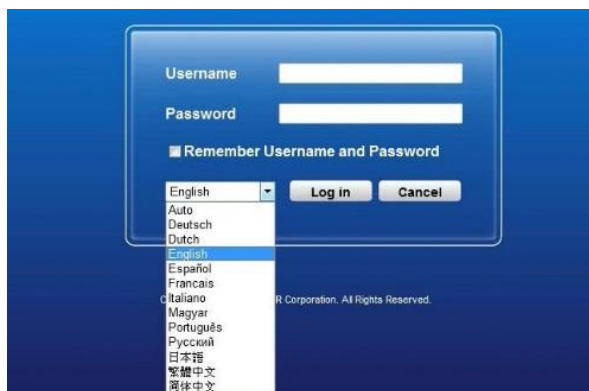 Username
Password
Remember Username and Password
English
Log in
Cancel
Auto
Deutsch
Dutch
English
Español
Francais
Italiano
Magyar
Português
Русский
日本語
繁體中文
简体中文
R Corporation. All Rights Reserved.